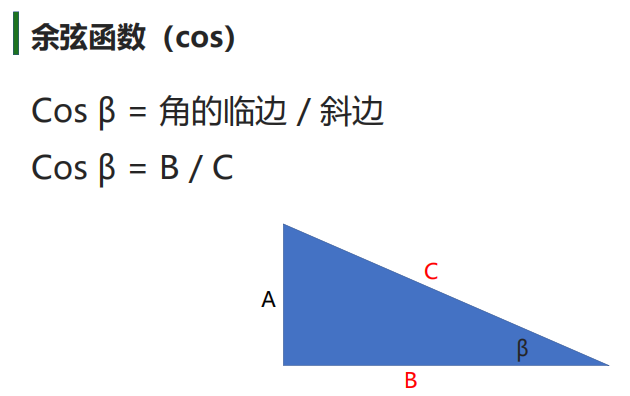 余弦函数（cos）
Cos β = 角的临边 / 斜边
Cos β = B / C
C
A
β
B